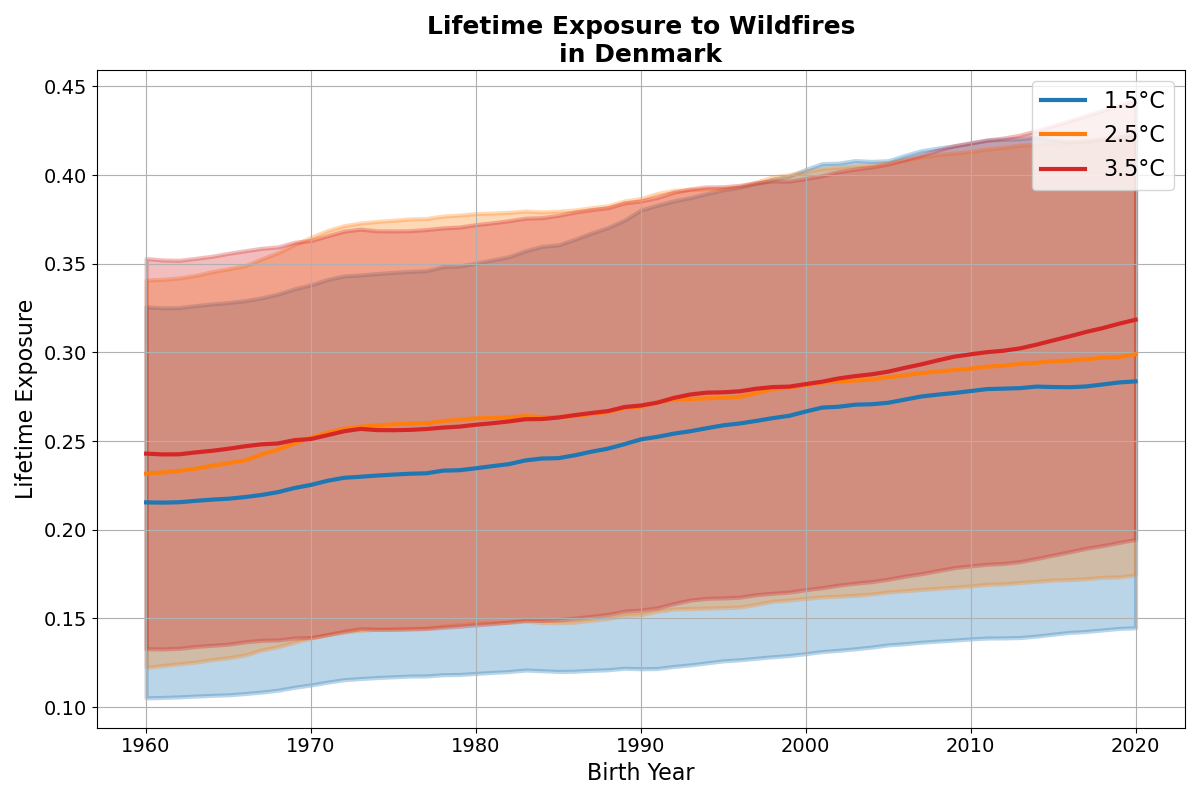 Lifetime Exposure to Wildfires
in Denmark
0.45
0.40
0.35
0.30
0.25
0.20
0.15
0.10
Lifetime Exposure
1.5°C
2.5°C
3.5°C
1960
1970
1980
1990
2000
2010
2020
Birth Year